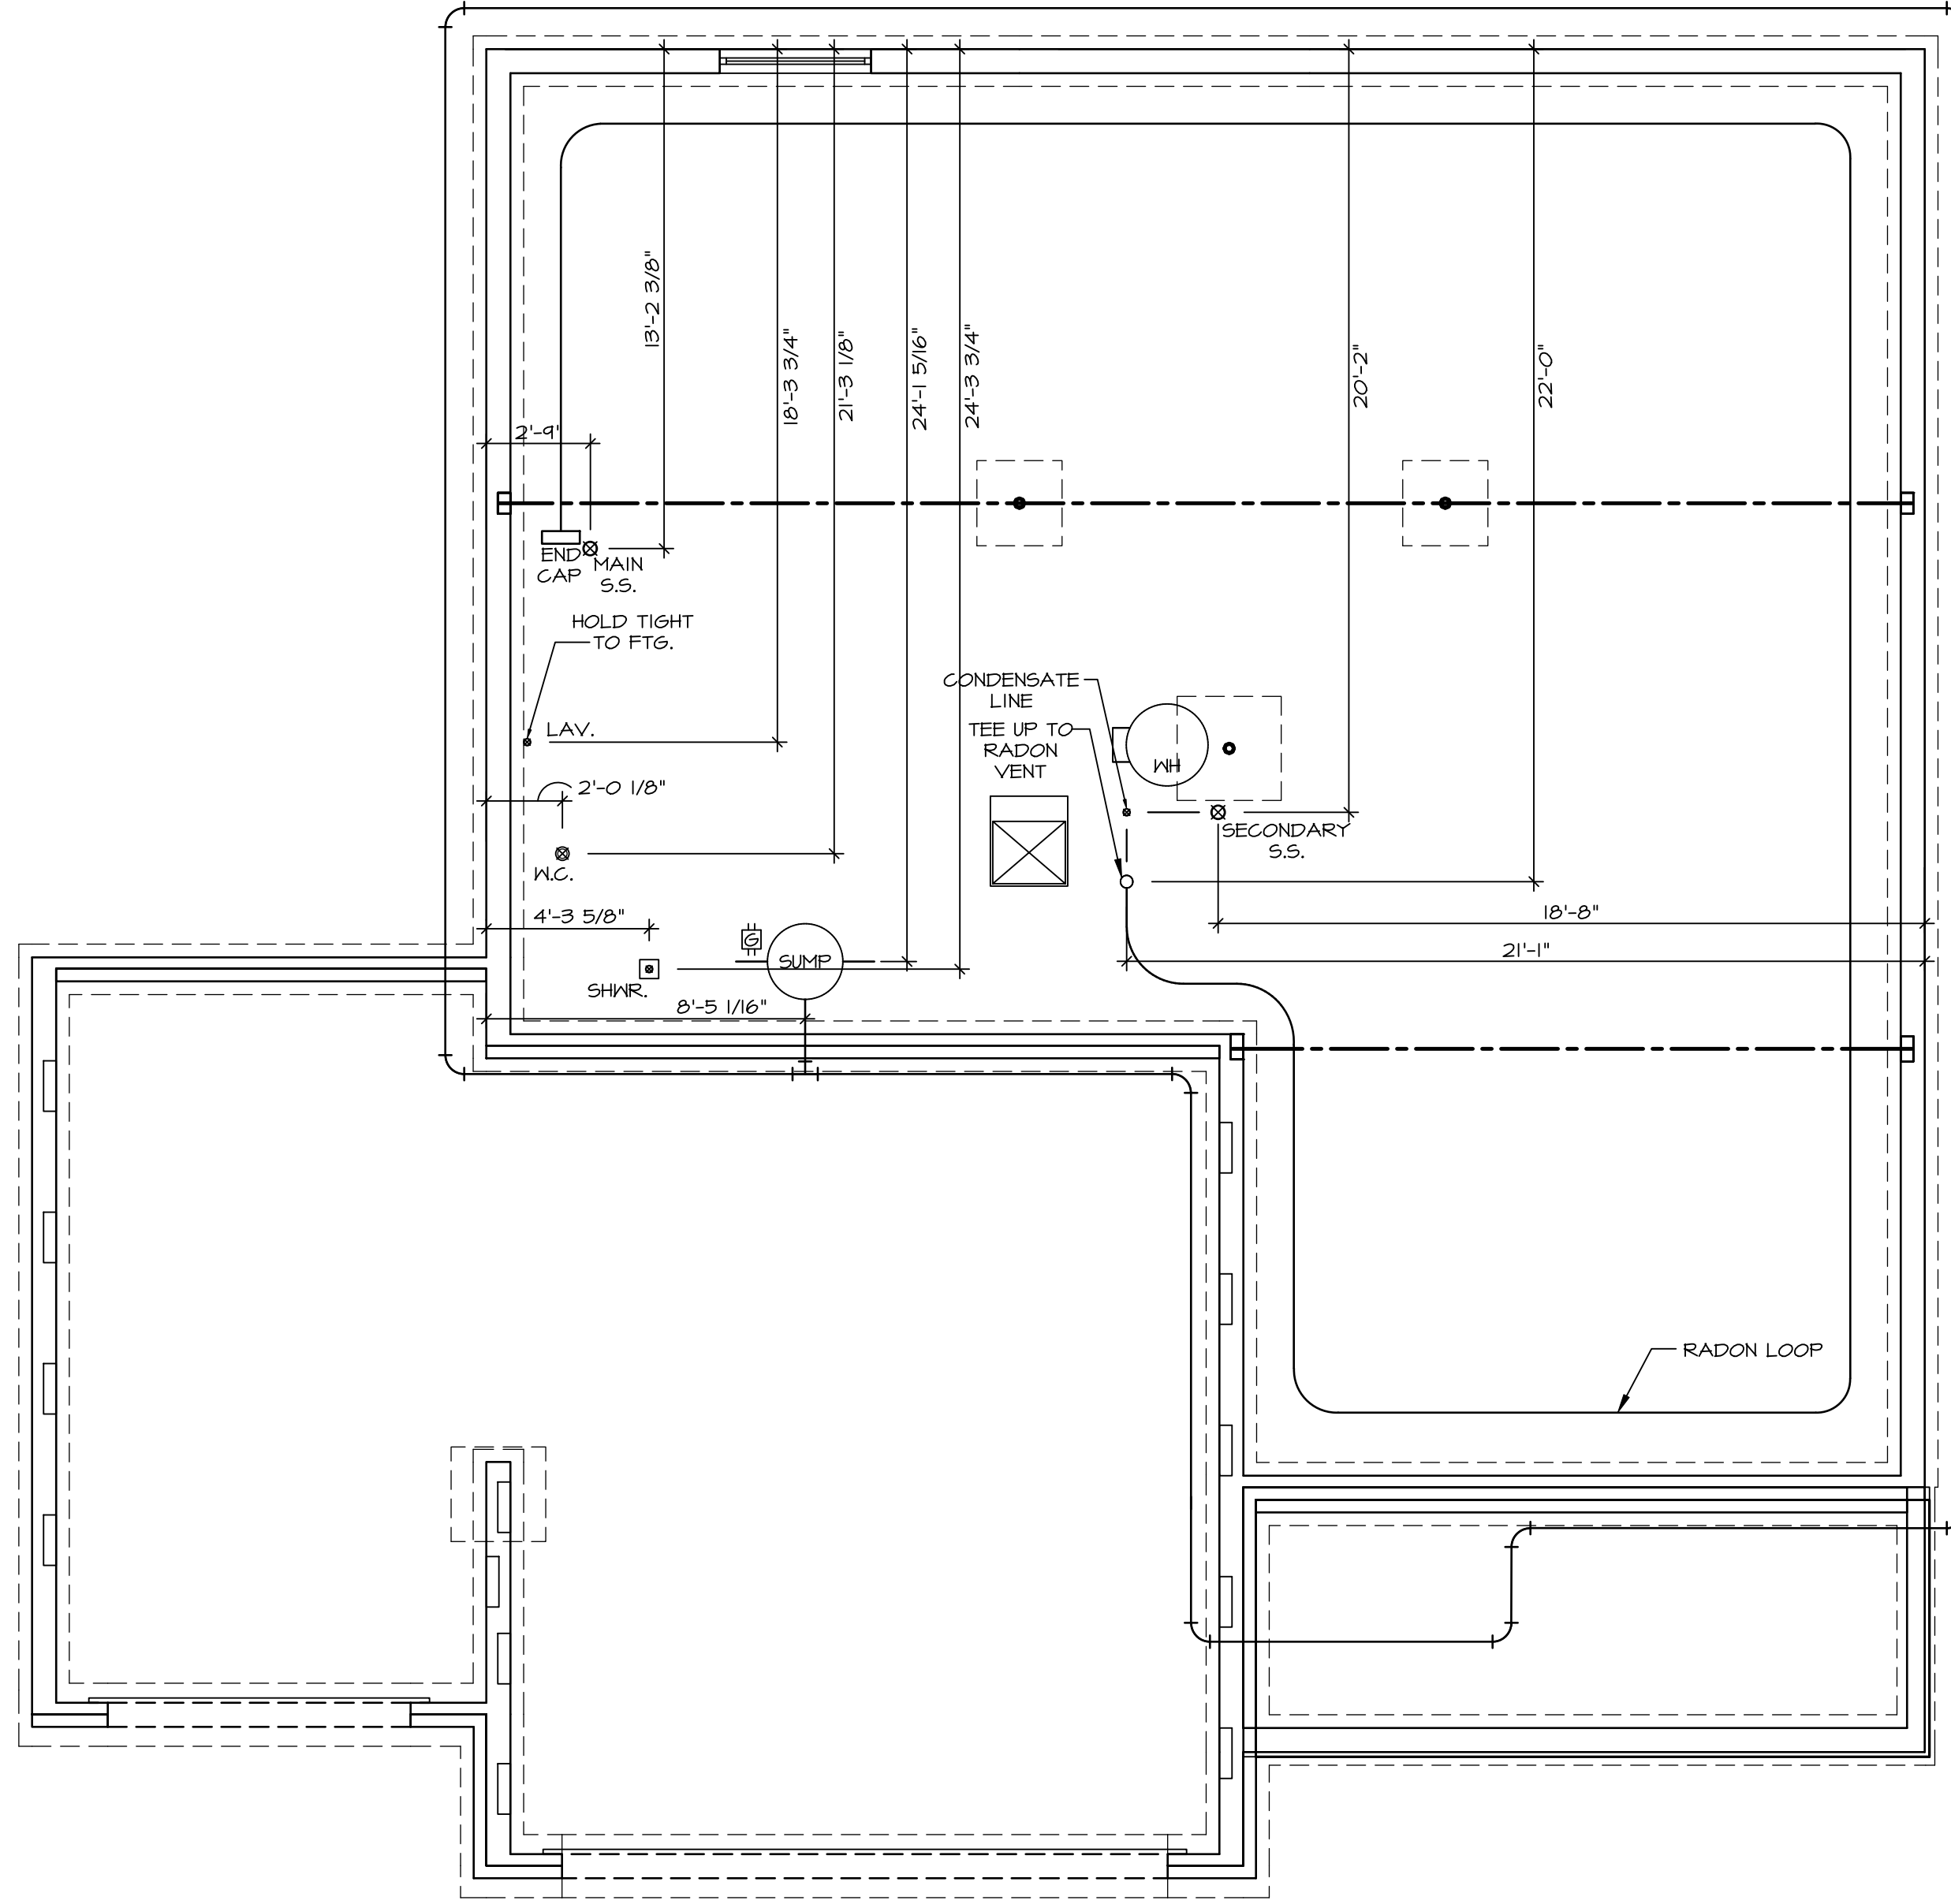 13'-2 3/8"
18'-3 3/4"
21'-3 1/8"
24'-1 5/16"
24'-3 3/4"
20'-2"
22'-0"
2'-9"
END
CAP
MAIN
S.S.
HOLD TIGHT
TO FTG.
CONDENSATE
LINE
TEE UP TO
RADON
VENT
LAV.
WH
2'-0 1/8"
SECONDARY
S.S.
W.C.
4'-3 5/8"
18'-8"
G
SUMP
21'-1"
SHWR.
8'-5 1/16"
RADON LOOP